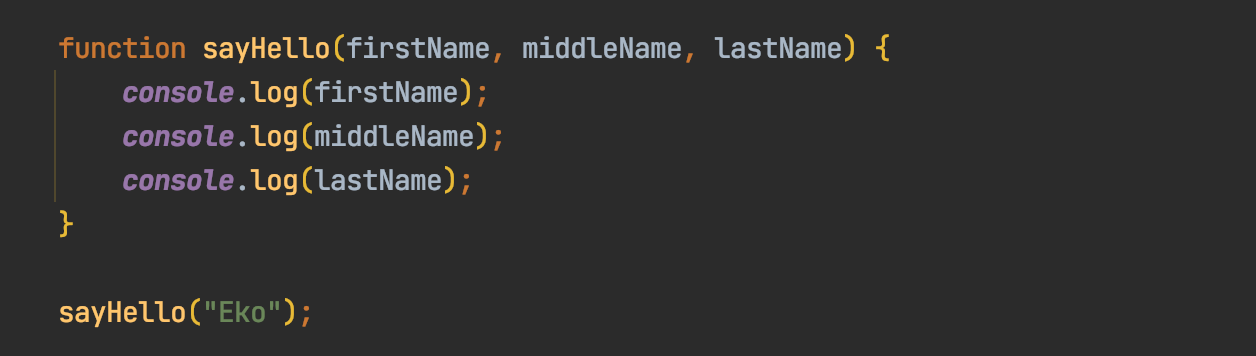 function sayHello(firstName, middleName, lastName) {
    console.log(firstName);
    console.log(middleName);
    console.log(lastName);
}
sayHello("Eko");